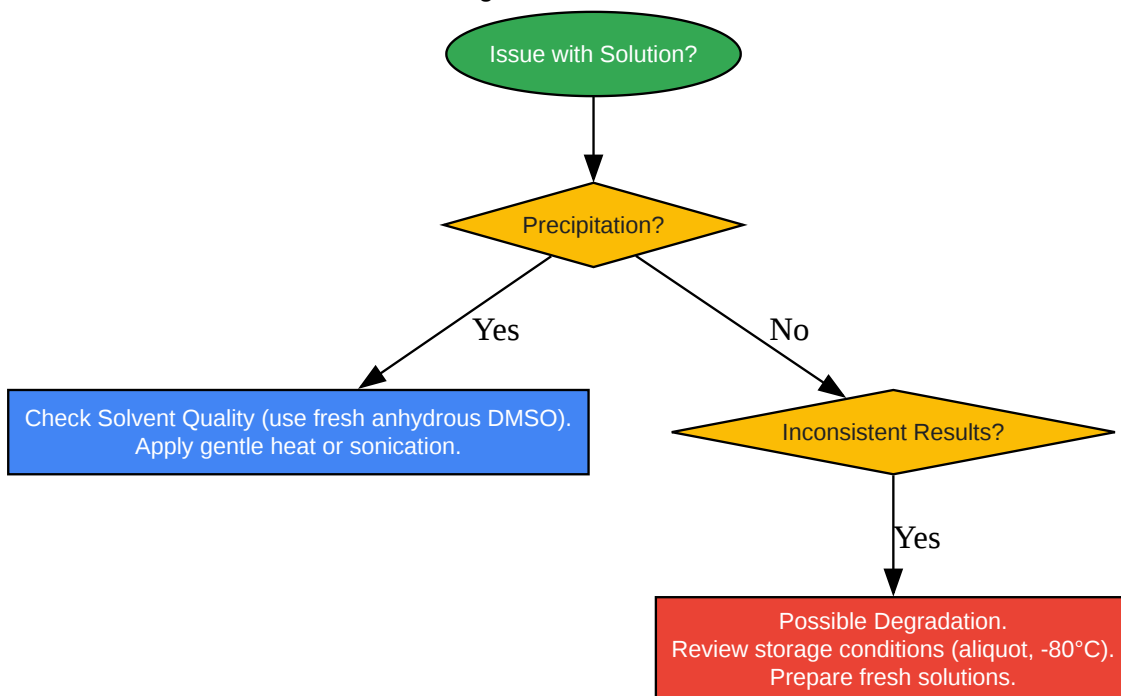 Issue with Solution?
Precipitation?
Yes
No
Check Solvent Quality (use fresh anhydrous DMSO).
Apply gentle heat or sonication.
Inconsistent Results?
Yes
Possible Degradation.
Review storage conditions (aliquot, -80°C).
Prepare fresh solutions.